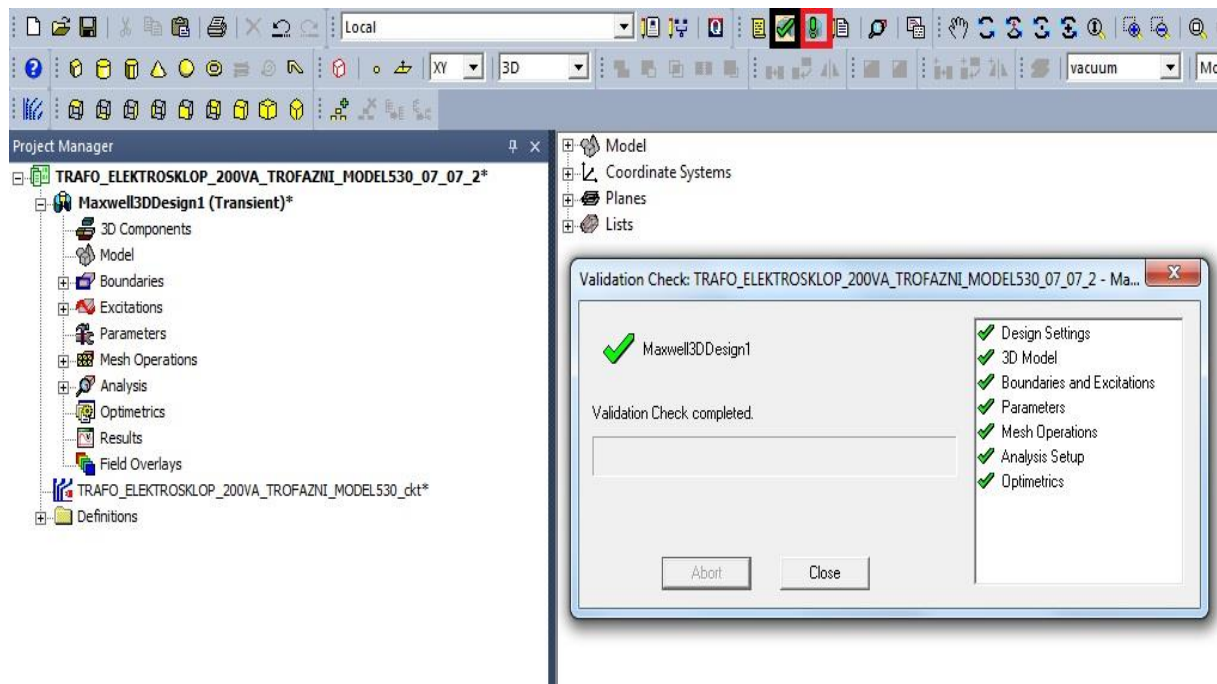 Local
XY
3D
vacuum
Mo
Project Manager
TRAFO_ELEKTROSKLOP_200VA_TROFAZNI_MODEL530_07_07_2*
Maxwell3DDesign1 (Transient)*
3D Components
Model
Boundaries
Excitations
Parameters
Mesh Operations
Analysis
Optimetrics
Results
Field Overlays
TRAFO_ELEKTROSKLOP_200VA_TROFAZNI_MODEL530_ckt*
Definitions
Model
Coordinate Systems
Planes
Lists
Validation Check: TRAFO_ELEKTROSKLOP_200VA_TROFAZNI_MODEL530_07_07_2 - Ma...
Maxwell3DDesign1
Validation Check completed.
Abort
Close
Design Settings
3D Model
Boundaries and Excitations
Parameters
Mesh Operations
Analysis Setup
Optimetrics